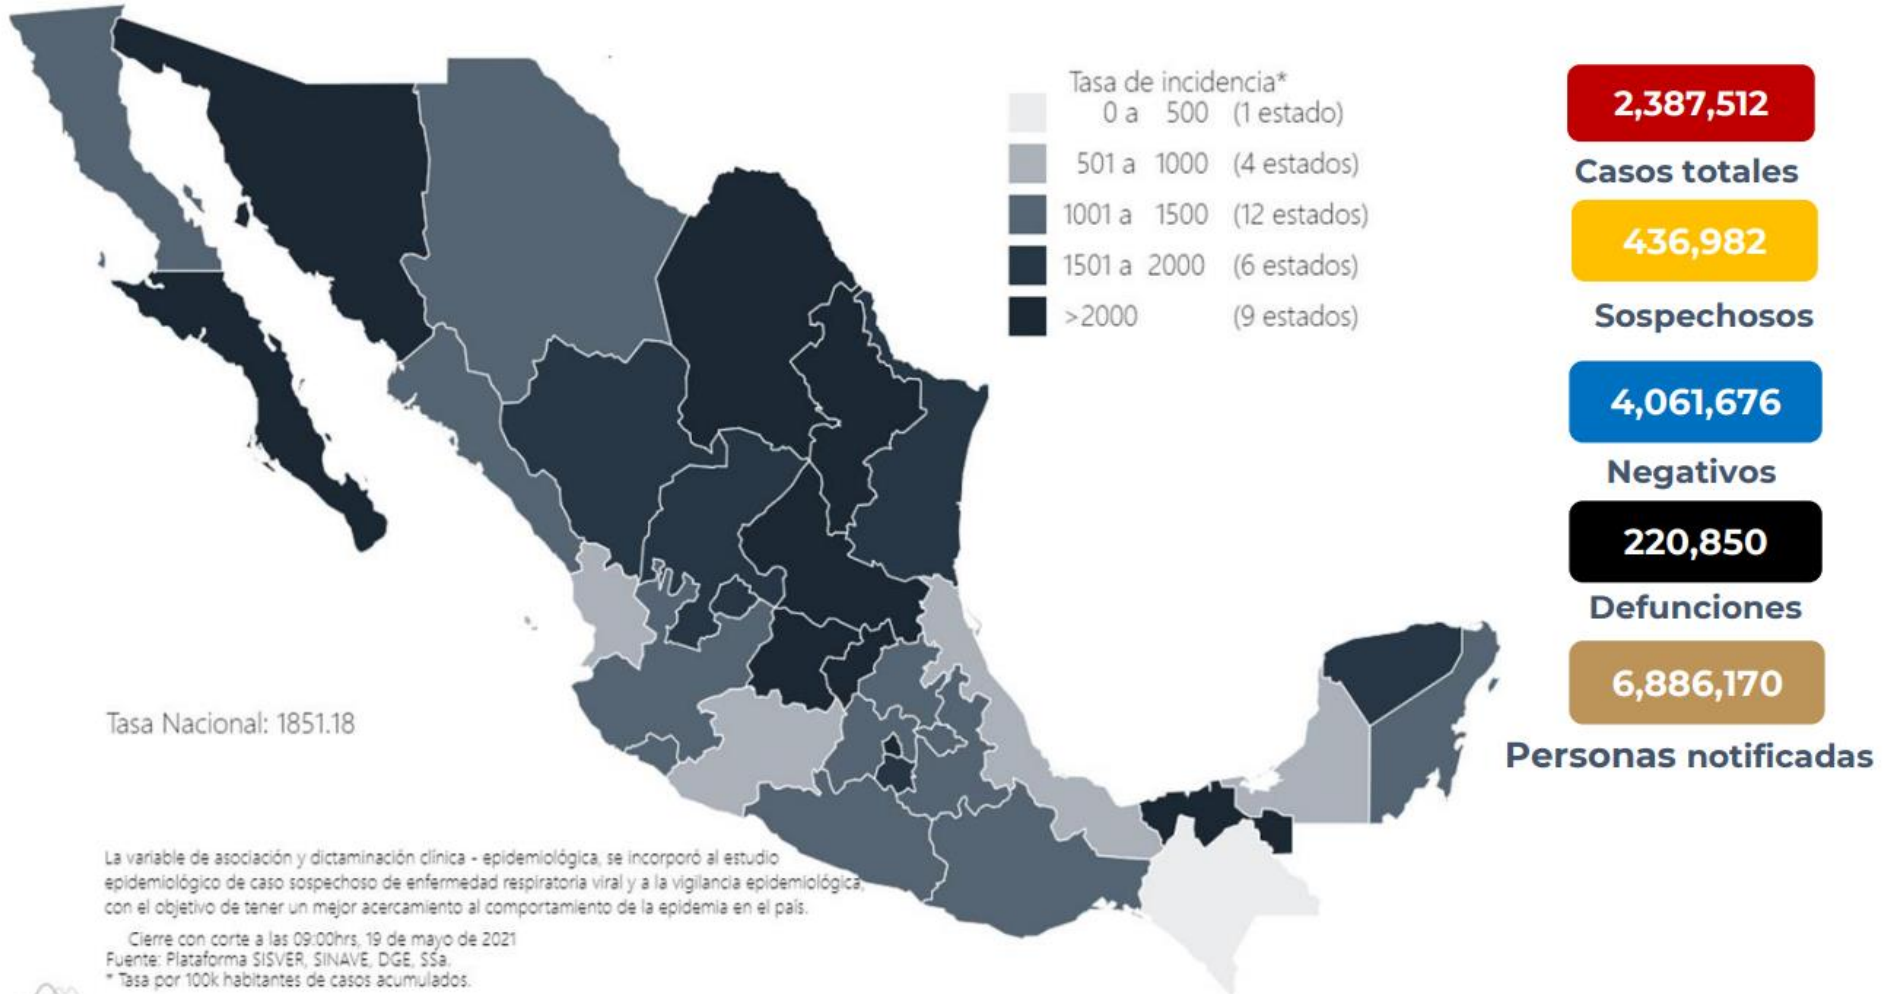 Tasa de incidencia*
0 a 500 (1 estado)
501 a 1000 (4 estados)
1001 a 1500 (12 estados)
1501 a 2000 (6 estados)
>2000 (9 estados)
2,387,512
Casos totales
436,982
Sospechosos
4,061,676
Negativos
220,850
Defunciones
6,886,170
Personas notificadas
Tasa Nacional: 1851.18
La variable de asociación y dictaminación clínica - epidemiológica, se incorporó al estudio
epidemiológico de caso sospechoso de enfermedad respiratoria viral y a la vigilancia epidemiológica,
con el objetivo de tener un mejor acercamiento al comportamiento de la epidemia en el país.
Cierre con corte a las 09:00hrs, 19 de mayo de 2021
Fuente: Plataforma SISVER, SINAVE, DGE, SSa.
* Tasa por 100k habitantes de casos acumulados.